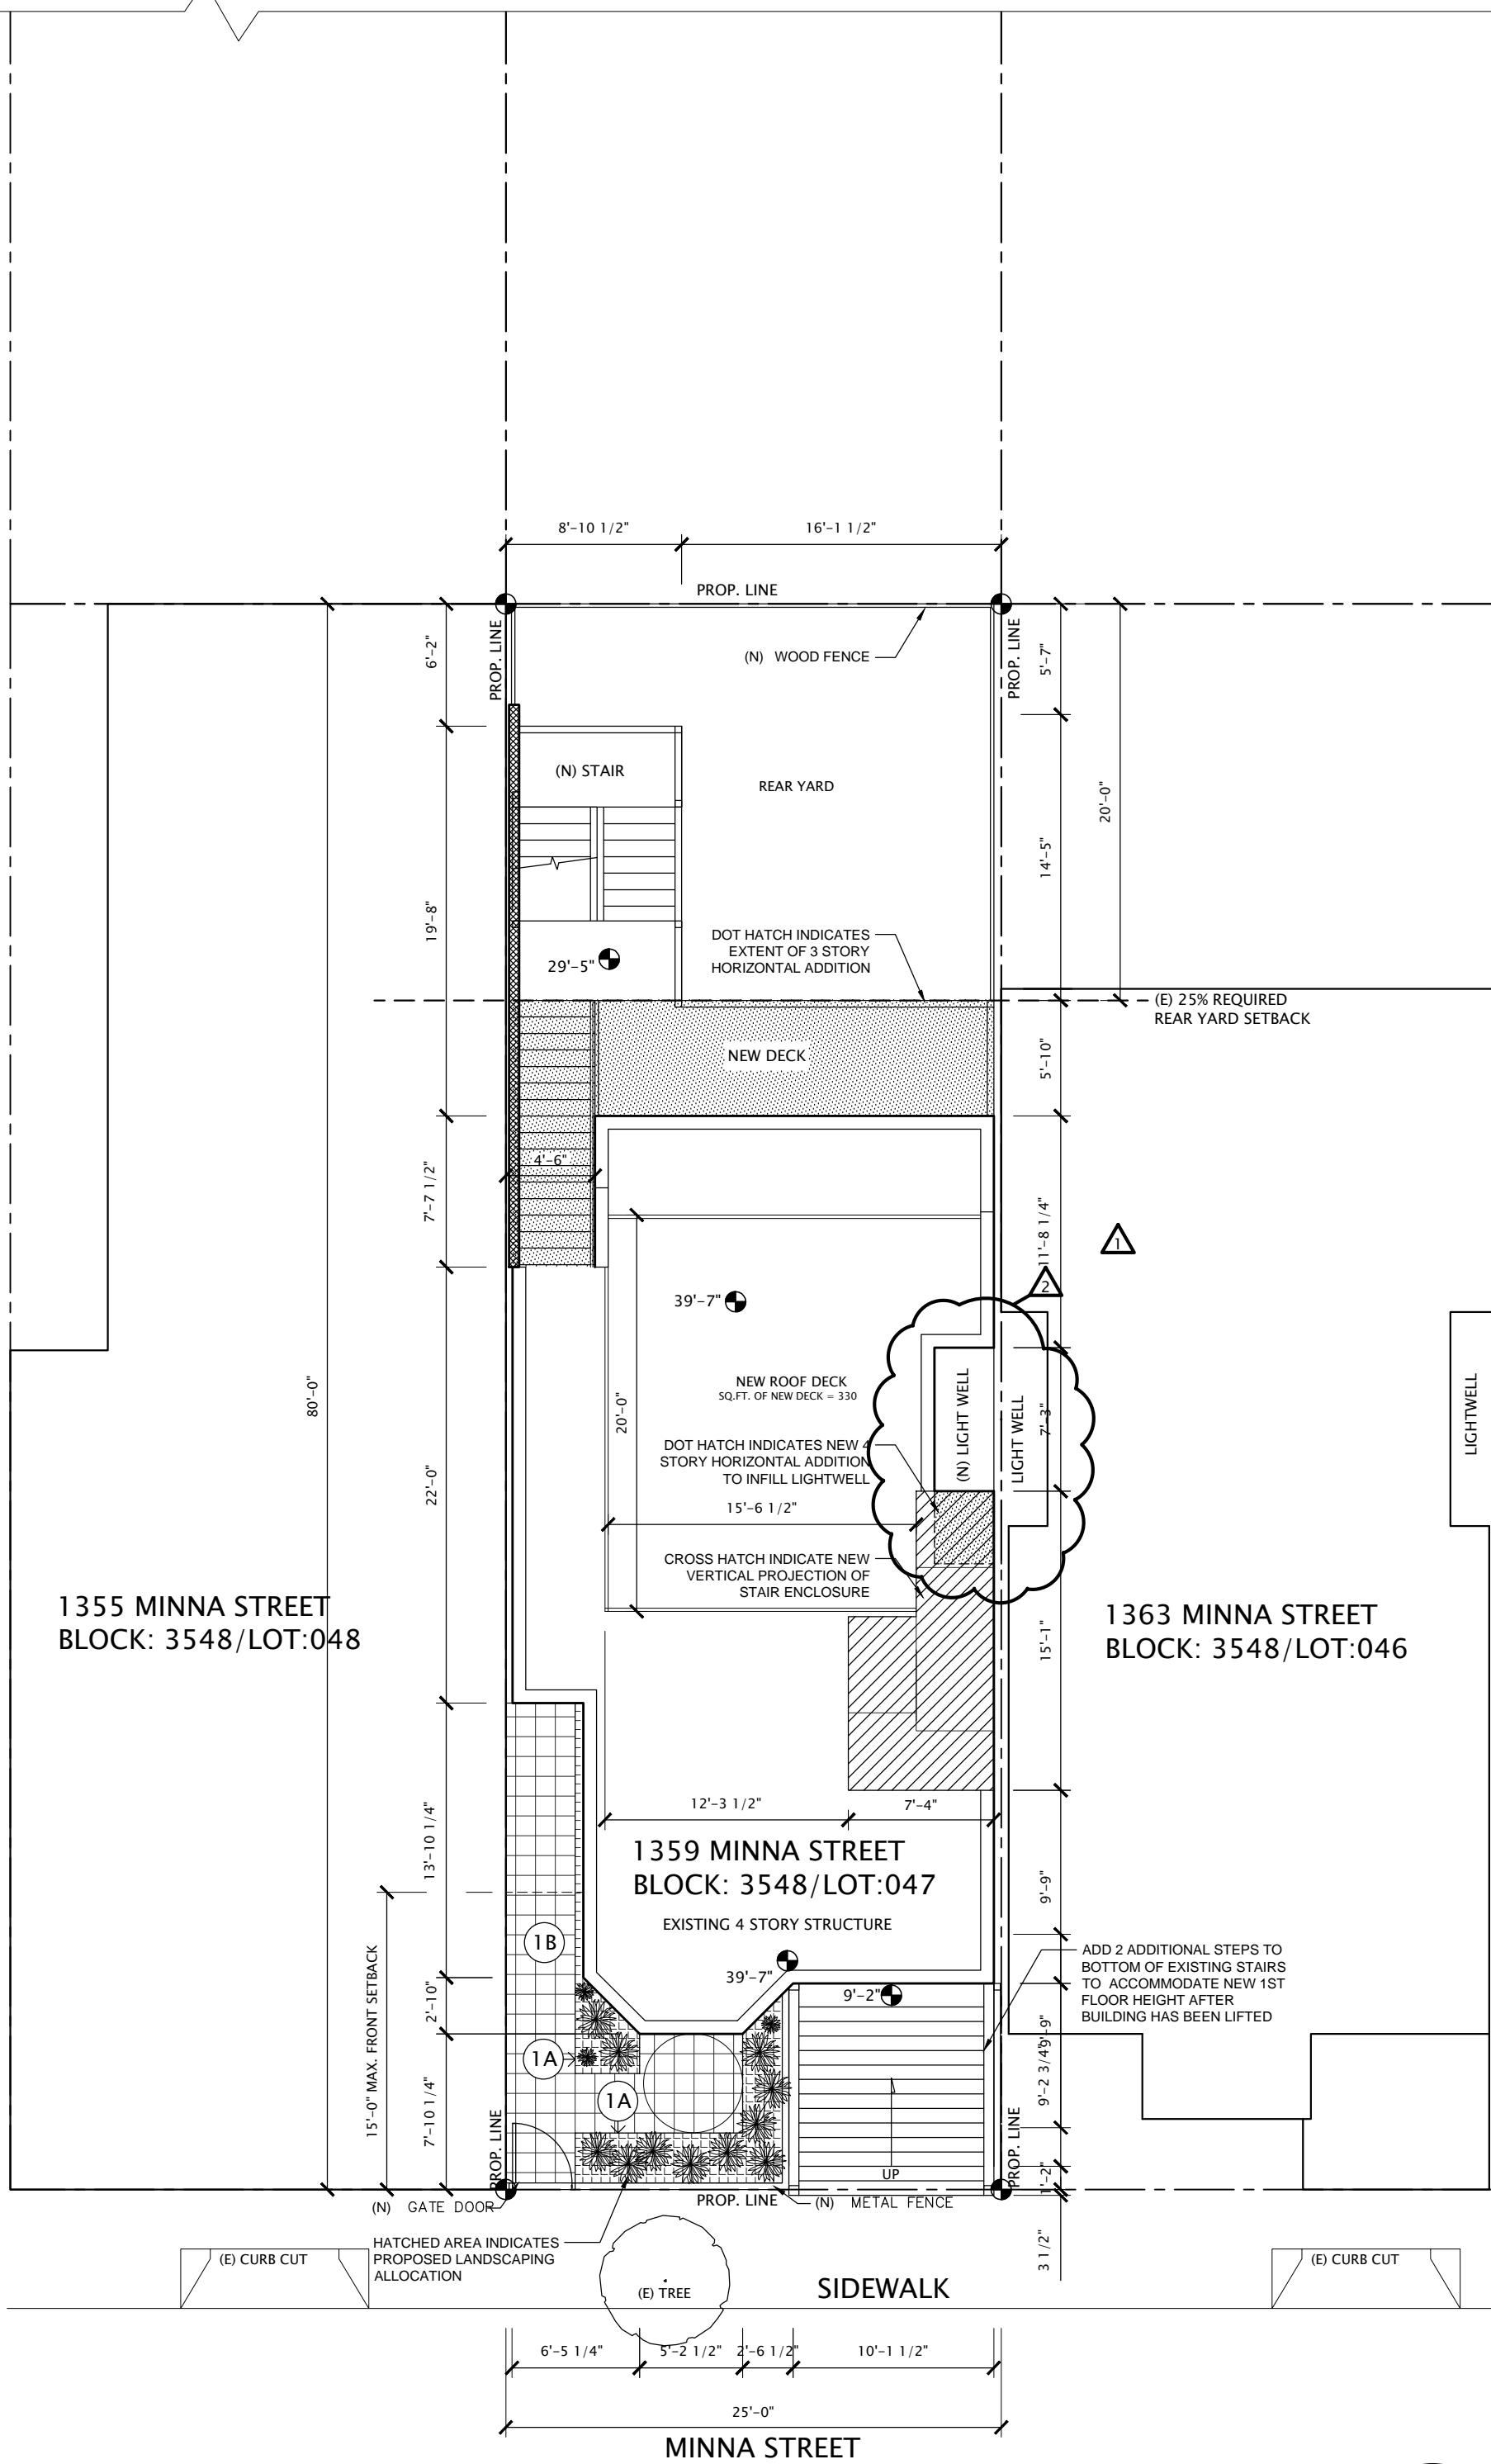 8'-10 1/2"
16'-1 1/2"
PROP. LINE
PROP. LINE
PROP. LINE
6'-2"
5'-7"
(N) WOOD FENCE
(N) STAIR
REAR YARD
20'-0"
14'-5"
19'-8"
DOT HATCH INDICATES
EXTENT OF 3 STORY
HORIZONTAL ADDITION
29'-5"
(E) 25% REQUIRED
REAR YARD SETBACK
NEW DECK
5'-10"
4'-6"
7'-7 1/2"
11'-8 1/4"
1
2
39'-7"
80'-0"
NEW ROOF DECK
SQ.FT. OF NEW DECK = 330
20'-0"
(N) LIGHT WELL
LIGHT WELL
7'-3"
LIGHTWELL
DOT HATCH INDICATES NEW 4
STORY HORIZONTAL ADDITION
TO INFILL LIGHTWELL
22'-0"
15'-6 1/2"
CROSS HATCH INDICATE NEW
VERTICAL PROJECTION OF
STAIR ENCLOSURE
1355 MINNA STREET
BLOCK: 3548/LOT:048
1363 MINNA STREET
BLOCK: 3548/LOT:046
15'-1"
12'-3 1/2"
7'-4"
13'-10 1/4"
1359 MINNA STREET
BLOCK: 3548/LOT:047
EXISTING 4 STORY STRUCTURE
9'-9"
1B
39'-7"
9'-2"
ADD 2 ADDITIONAL STEPS TO
BOTTOM OF EXISTING STAIRS
TO ACCOMMODATE NEW 1ST
FLOOR HEIGHT AFTER
BUILDING HAS BEEN LIFTED
15'-0" MAX. FRONT SETBACK
2'-10"
9'-9"
9'-2 3/4"
1A
1A
7'-10 1/4"
PROP. LINE
PROP. LINE
UP
1'-2"
(N) GATE DOOR
PROP. LINE
(N) METAL FENCE
HATCHED AREA INDICATES
PROPOSED LANDSCAPING
ALLOCATION
3 1/2"
(E) CURB CUT
(E) CURB CUT
(E) TREE
SIDEWALK
6'-5 1/4"
5'-2 1/2"
2'-6 1/2"
10'-1 1/2"
25'-0"
MINNA STREET